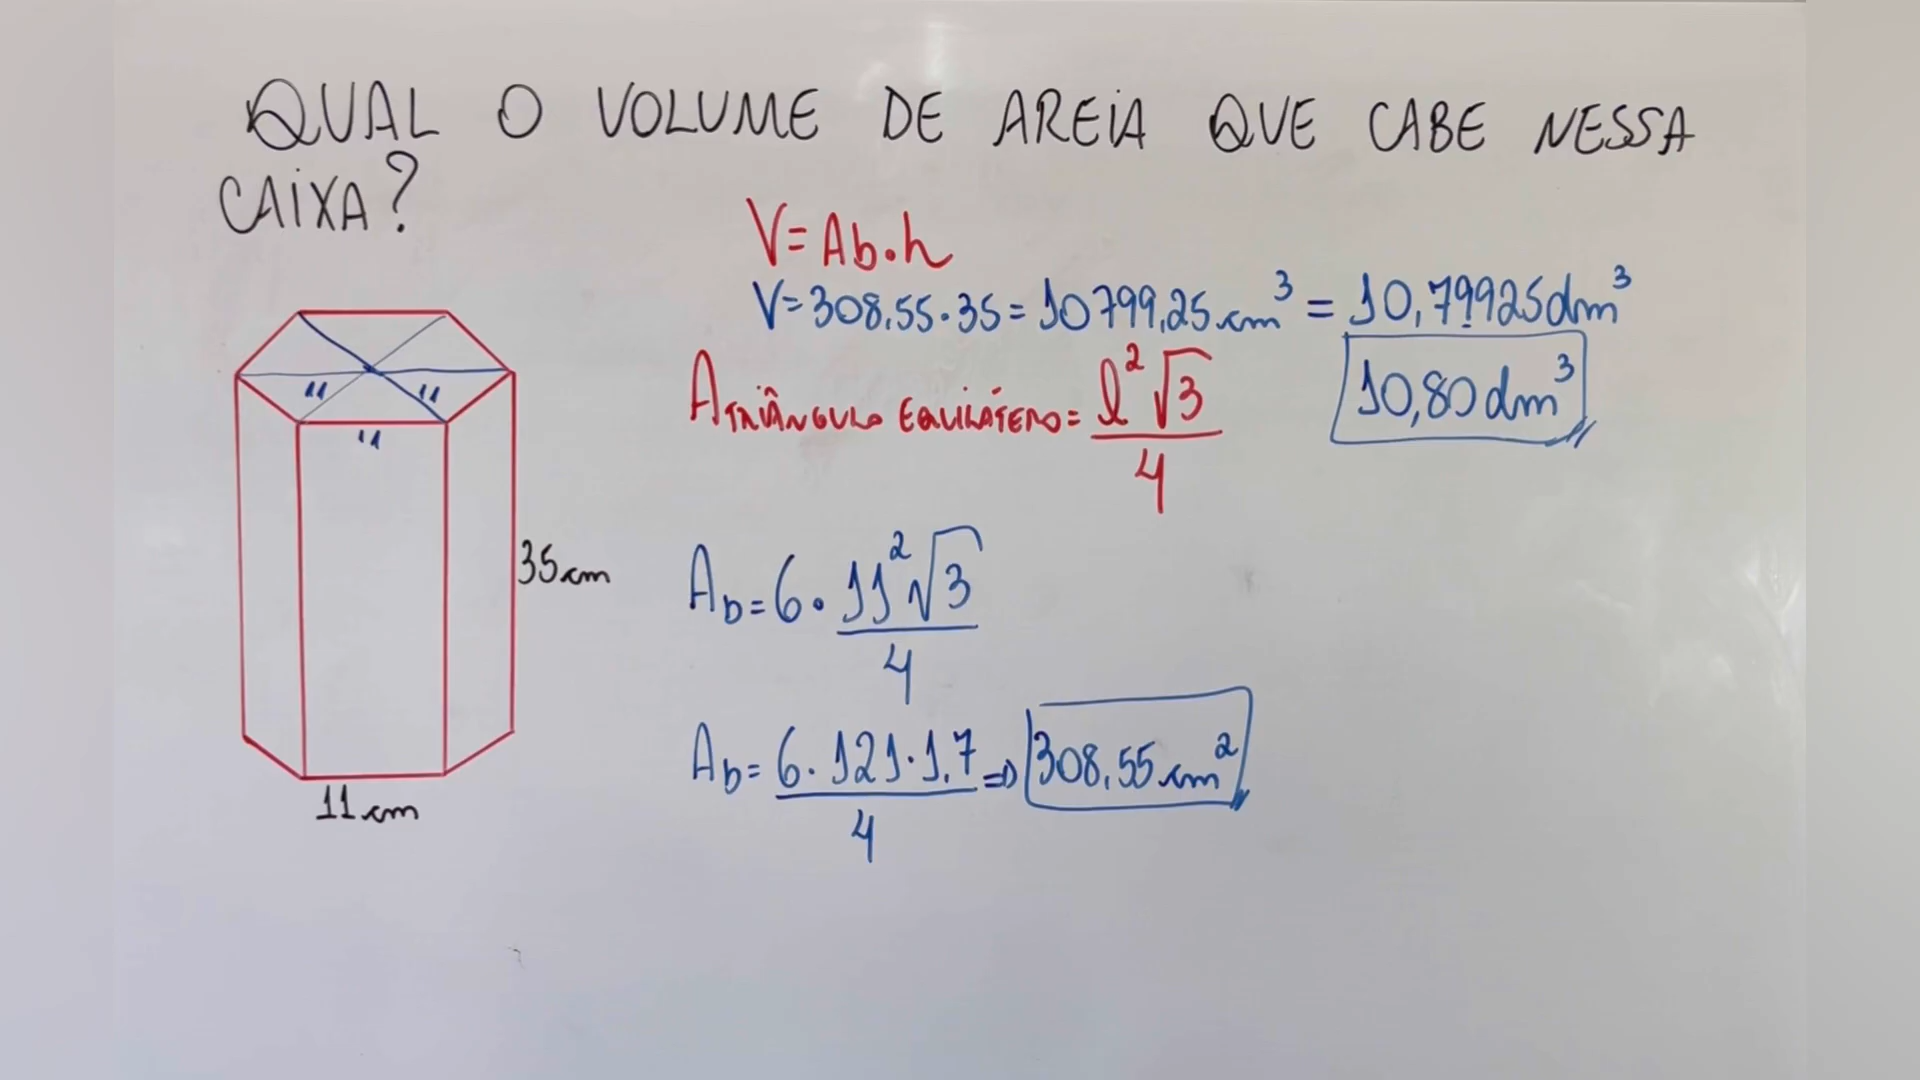 QUAL O VOLUME DE AREIA QUE CABE NESSA
CAIXA?
V=Ab.h
V=308,55.35=10799,25cm³=10,79925dm³
10,80dm³
A TRIÂNGULO EQUILÁTERO= l²√3
4
11 11
11
35cm
11cm
Ab=6.11²√3
4
Ab=6.121.1,7=>308,55cm²
4